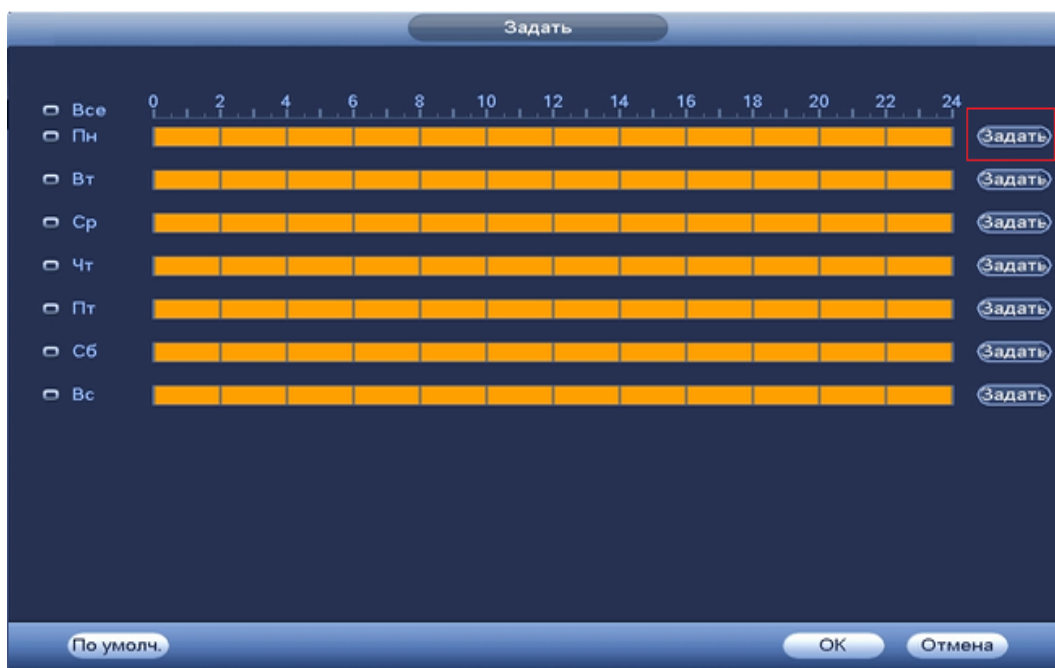 Задать
Все 0 2 4 6 8 10 12 14 16 18 20 22 24
Пн Задать
Вт Задать
Ср Задать
Чт Задать
Пт Задать
Сб Задать
Вс Задать
По умолч. OK Отмена